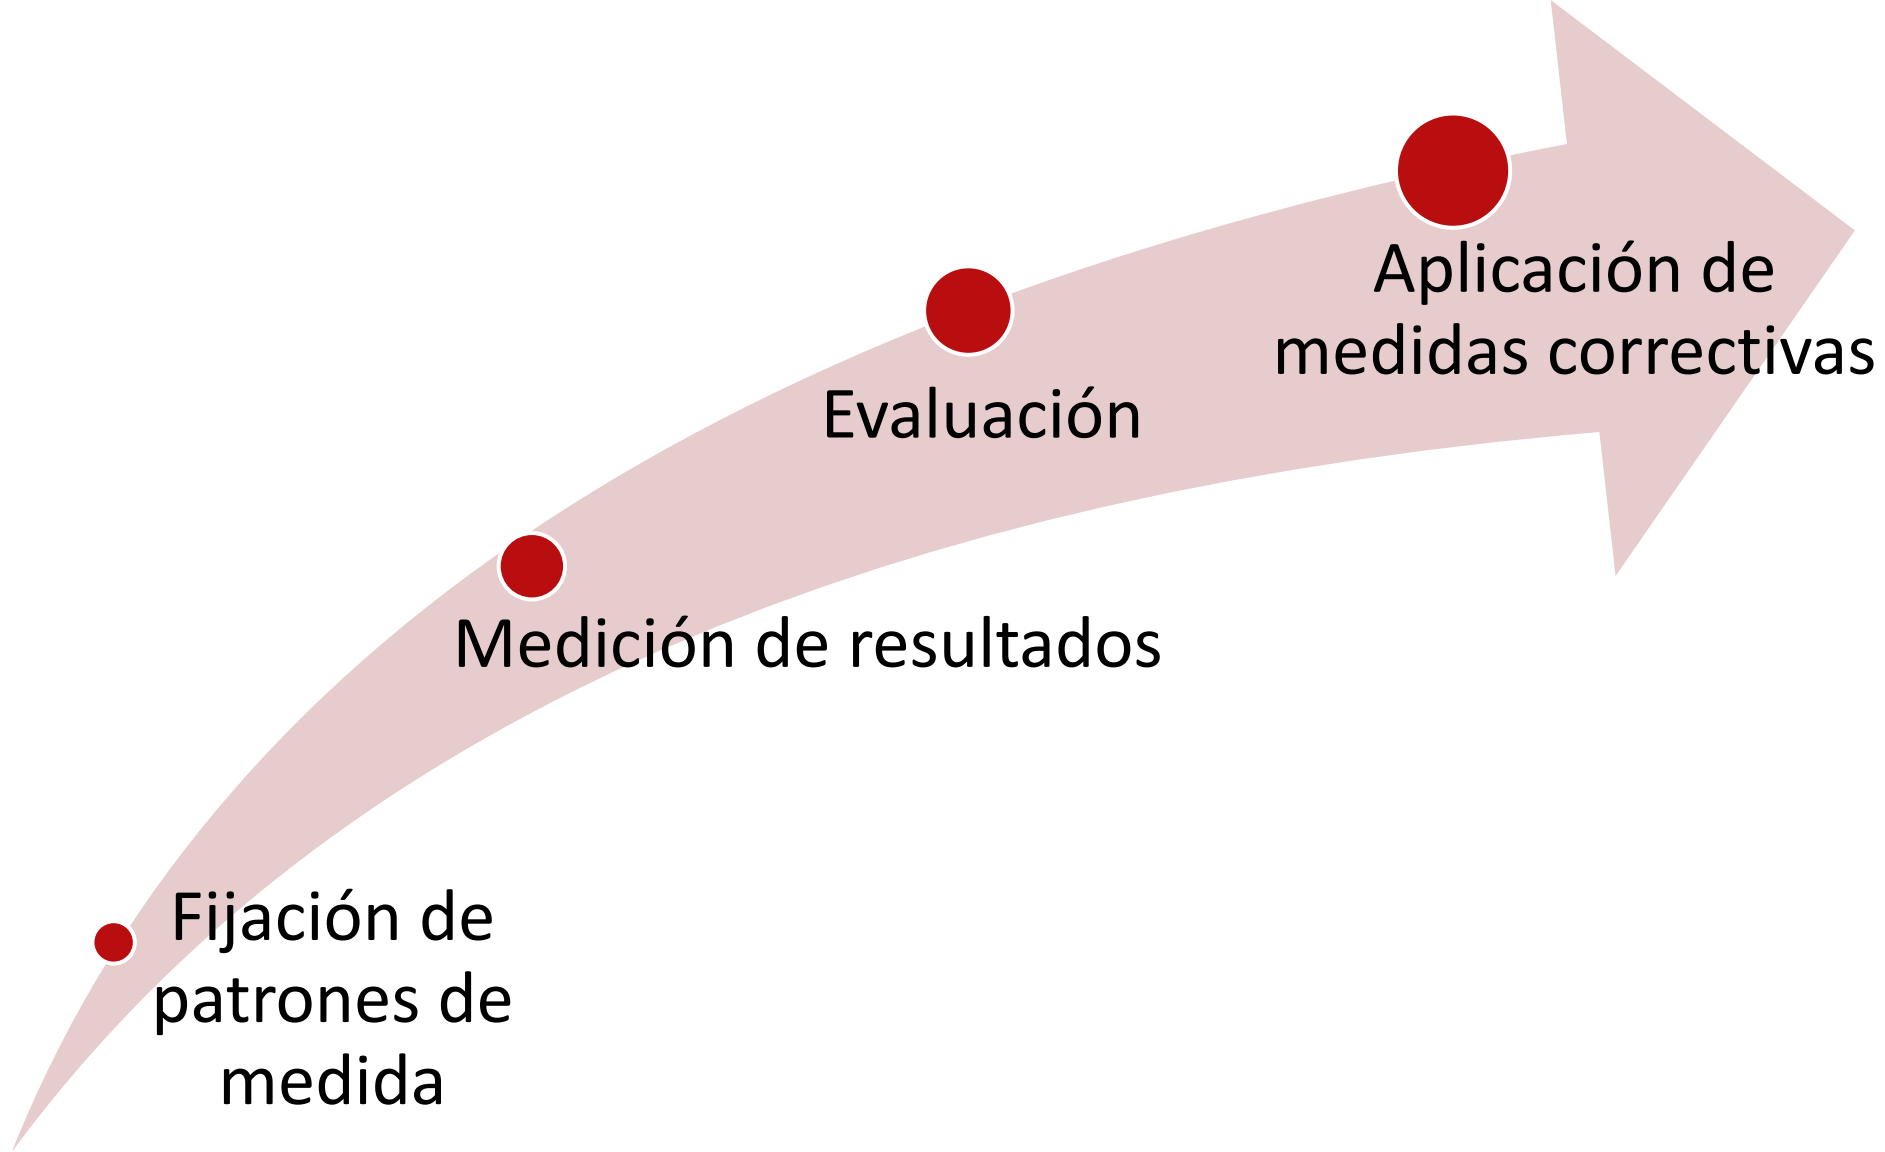 Aplicación de
medidas correctivas
Evaluación
Medición de resultados
Fijación de
patrones de
medida